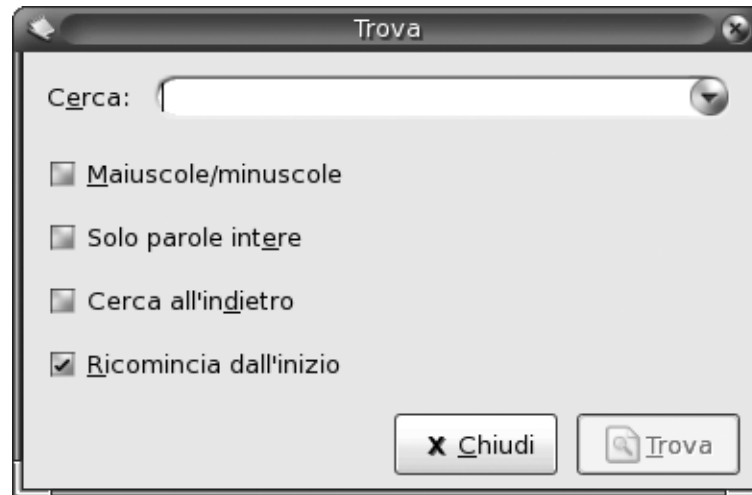 Trova
Cerca:
Maiuscole/minuscole
Solo parole intere
Cerca all'indietro
Ricomincia dall'inizio
Chiudi Trova